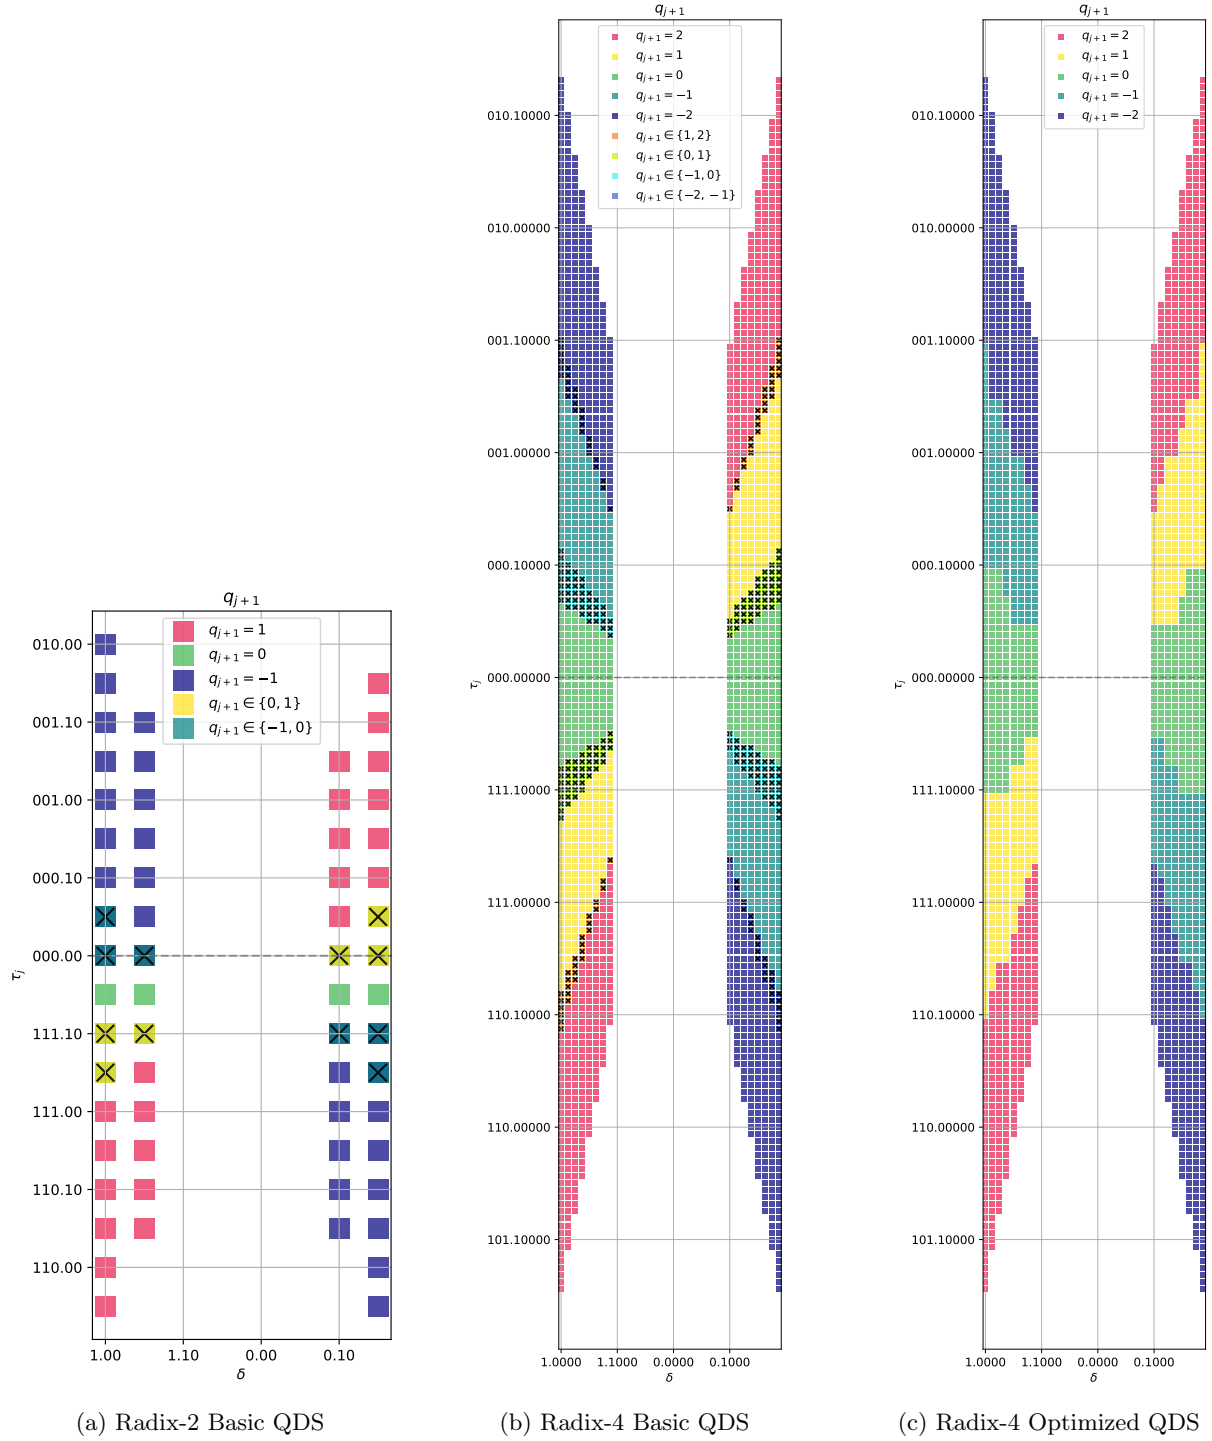 q_{j+1}
q_{j+1} = 1
q_{j+1} = 0
q_{j+1} = −1
q_{j+1} ∈ {0, 1}
q_{j+1} ∈ {−1, 0}
010.00
001.10
001.00
000.10
000.00
111.10
111.00
110.10
110.00
τ_j
1.00 1.10 0.00 0.10
δ
(a) Radix-2 Basic QDS
q_{j+1}
q_{j+1} = 2
q_{j+1} = 1
q_{j+1} = 0
q_{j+1} = −1
q_{j+1} = −2
q_{j+1} ∈ {1, 2}
q_{j+1} ∈ {0, 1}
q_{j+1} ∈ {−1, 0}
q_{j+1} ∈ {−2, −1}
010.10000
010.00000
001.10000
001.00000
000.10000
000.00000
111.10000
111.00000
110.10000
110.00000
101.10000
τ_j
1.0000 1.1000 0.0000 0.1000
δ
(b) Radix-4 Basic QDS
q_{j+1}
q_{j+1} = 2
q_{j+1} = 1
q_{j+1} = 0
q_{j+1} = −1
q_{j+1} = −2
010.10000
010.00000
001.10000
001.00000
000.10000
000.00000
111.10000
111.00000
110.10000
110.00000
101.10000
τ_j
1.0000 1.1000 0.0000 0.1000
δ
(c) Radix-4 Optimized QDS